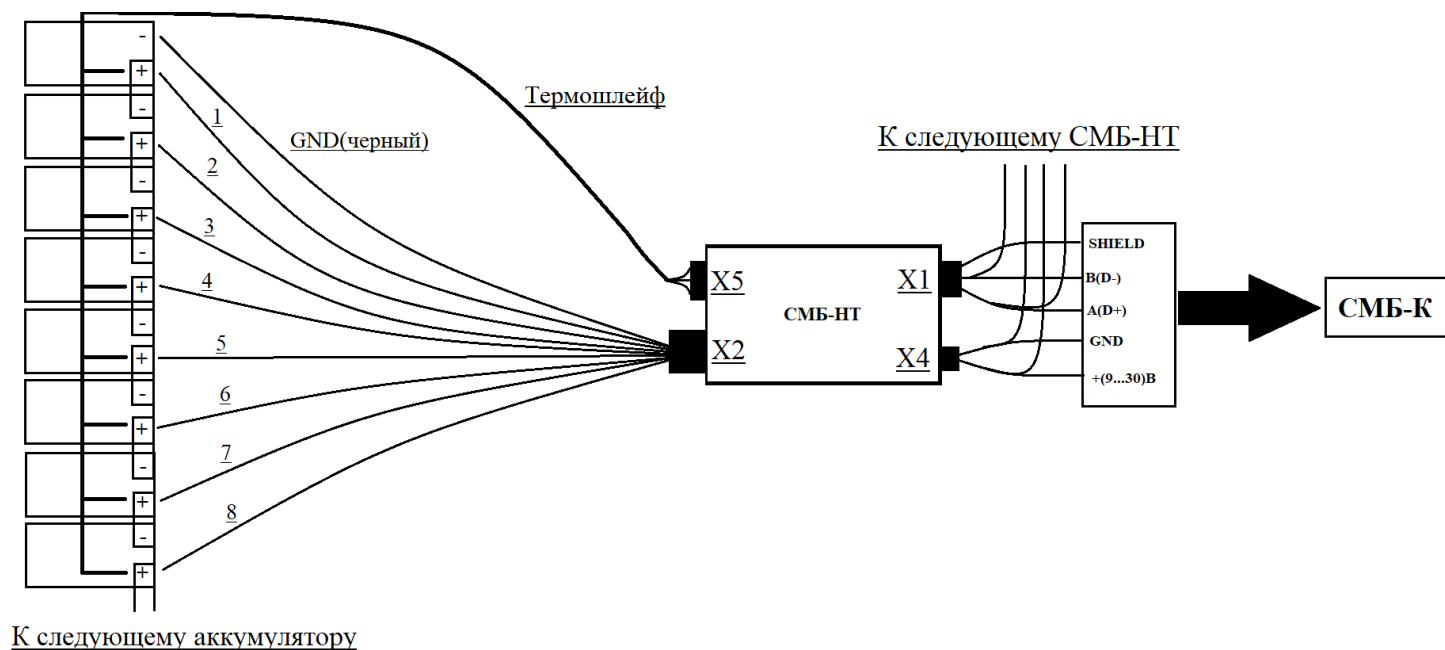 -
+
-
+
-
+
-
+
-
+
-
+
-
+
-
+
1
2
3
4
5
6
7
8
GND(черный)
Термошлейф
К следующему аккумулятору
X5
X2
СМБ-НТ
X1
X4
К следующему СМБ-НТ
SHIELD
B(D-)
A(D+)
GND
+(9...30)В
СМБ-К